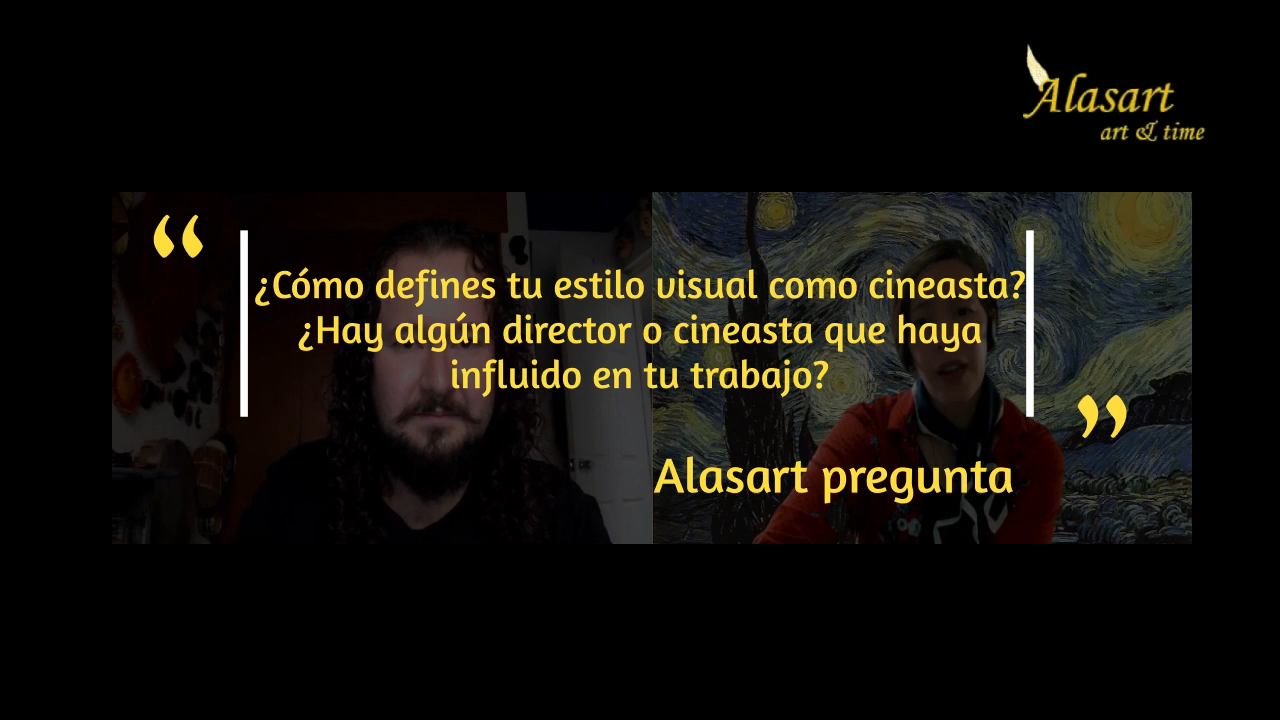 Alasart
art & time
“
¿Cómo defines tu estilo visual como cineasta?
¿Hay algún director o cineasta que haya
influido en tu trabajo?
”
Alasart pregunta